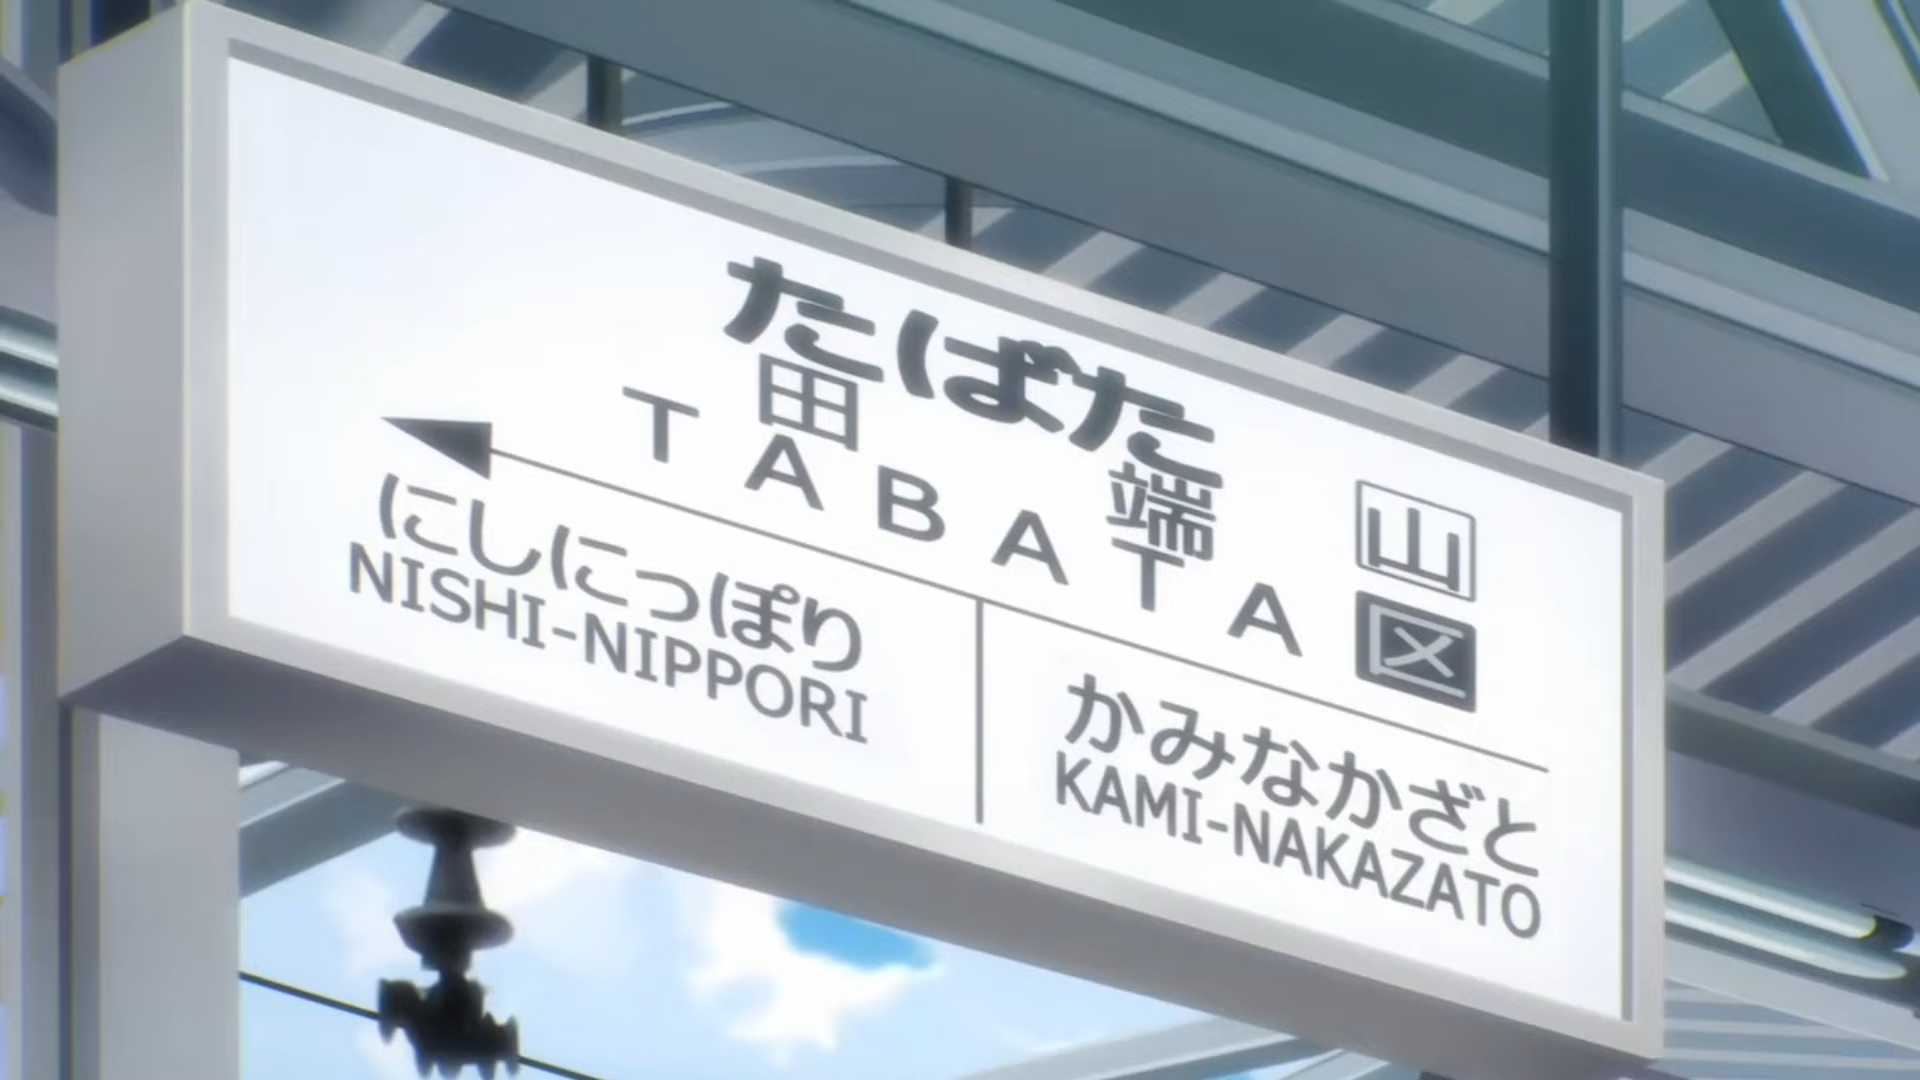 たばた
田端
TABATA
山
区
にしにっぽり
NISHI-NIPPORI
かみなかざと
KAMI-NAKAZATO